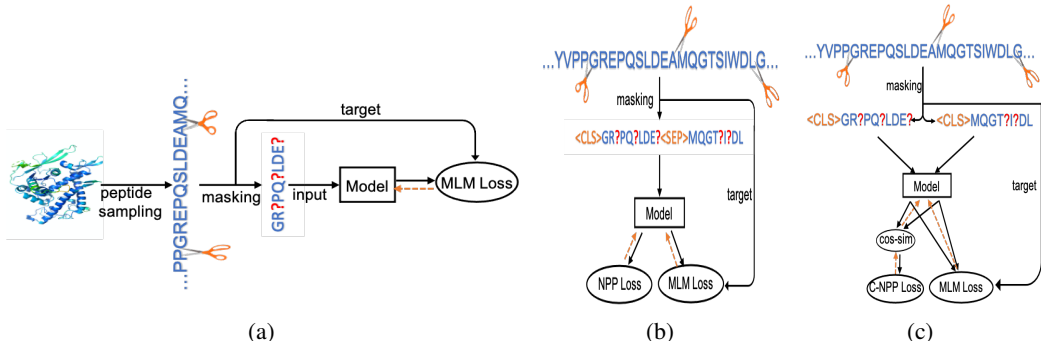 peptide
sampling
...PPGREPQSLDEAMQ...
masking
GR?PQ?LDE?
input
target
Model
MLM Loss
(a)
...YVPPGREPQSLDEAMQGTSIWDLG...
masking
<CLS>GR?PQ?LDE?<SEP>MQGT?I?DL
target
Model
NPP Loss
MLM Loss
(b)
...YVPPGREPQSLDEAMQGTSIWDLG...
masking
<CLS>GR?PQ?LDE?
<CLS>MQGT?I?DL
target
Model
cos-sim
C-NPP Loss
MLM Loss
(c)